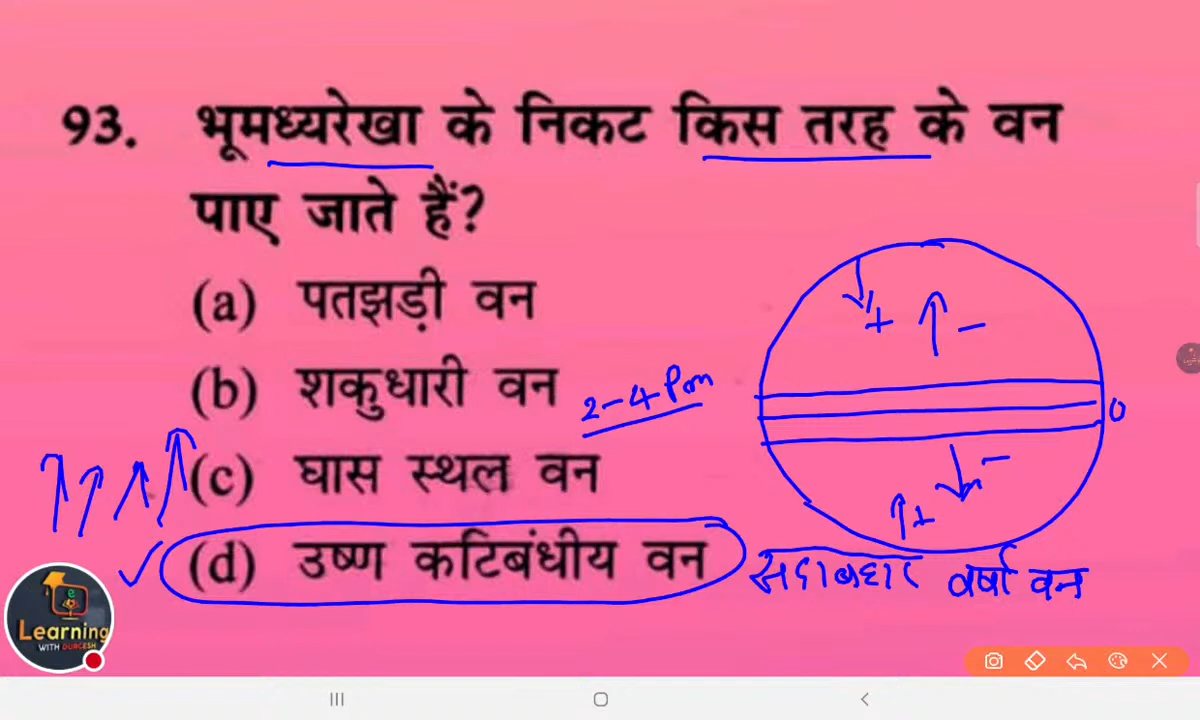 93. भूमध्यरेखा के निकट किस तरह के वन
पाए जाते हैं?
(a) पतझड़ी वन
(b) शकुधारी वन
2-4 Pm
(c) घास स्थल वन
(d) उष्ण कटिबंधीय वन
सदाबहार वर्षा वन
+ -
0
-
+
e
Learning
WITH DURGESH